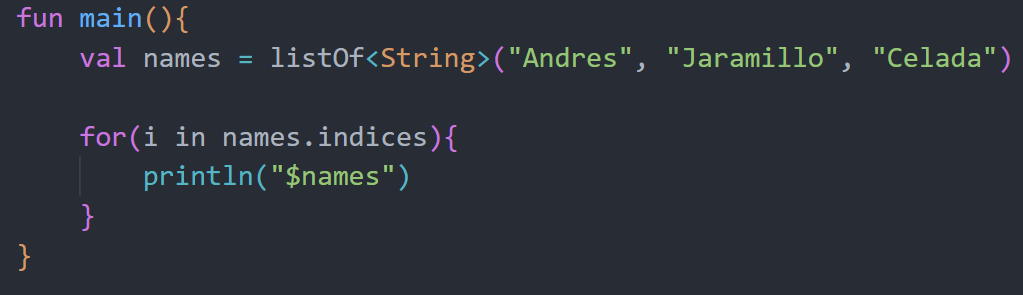 fun main(){
    val names = listOf<String>("Andres", "Jaramillo", "Celada")
    for(i in names.indices){
        println("$names")
    }
}